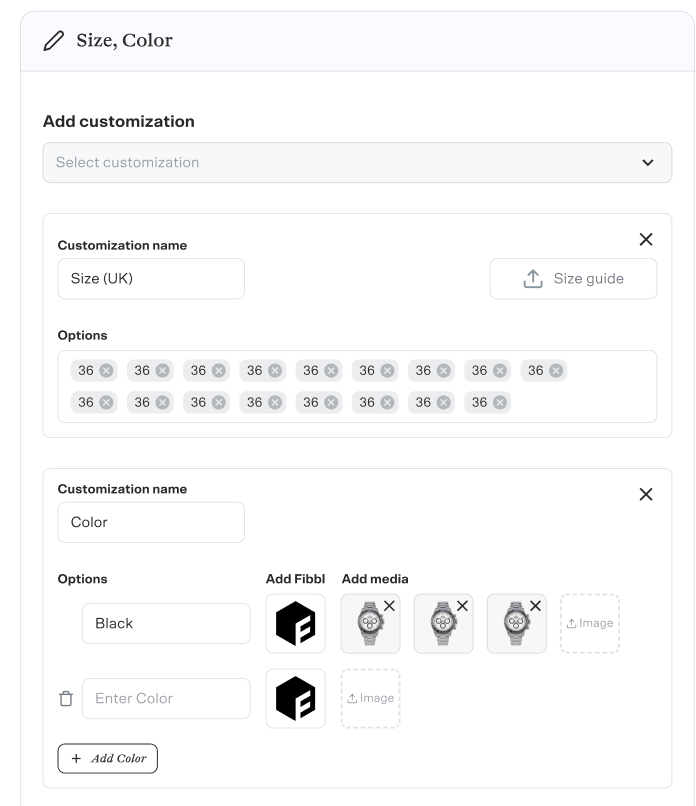 Size, Color
Add customization
Select customization
Customization name
Size (UK)
Size guide
Options
36 36 36 36 36 36 36 36 36
36 36 36 36 36 36 36 36
Customization name
Color
Options Add Fibbl Add media
Black
Image
Enter Color
Image
+ Add Color